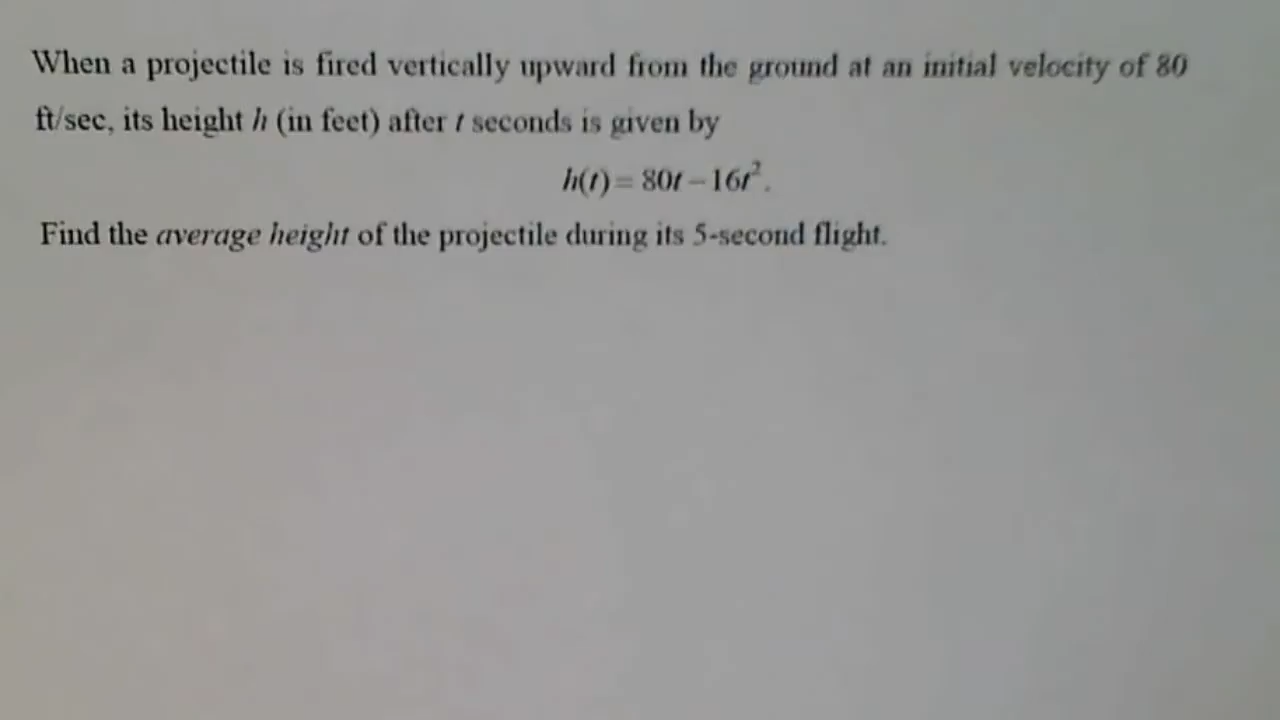 When a projectile is fired vertically upward from the ground at an initial velocity of 80
ft/sec, its height h (in feet) after t seconds is given by
h(t) = 80t – 16t².
Find the average height of the projectile during its 5-second flight.